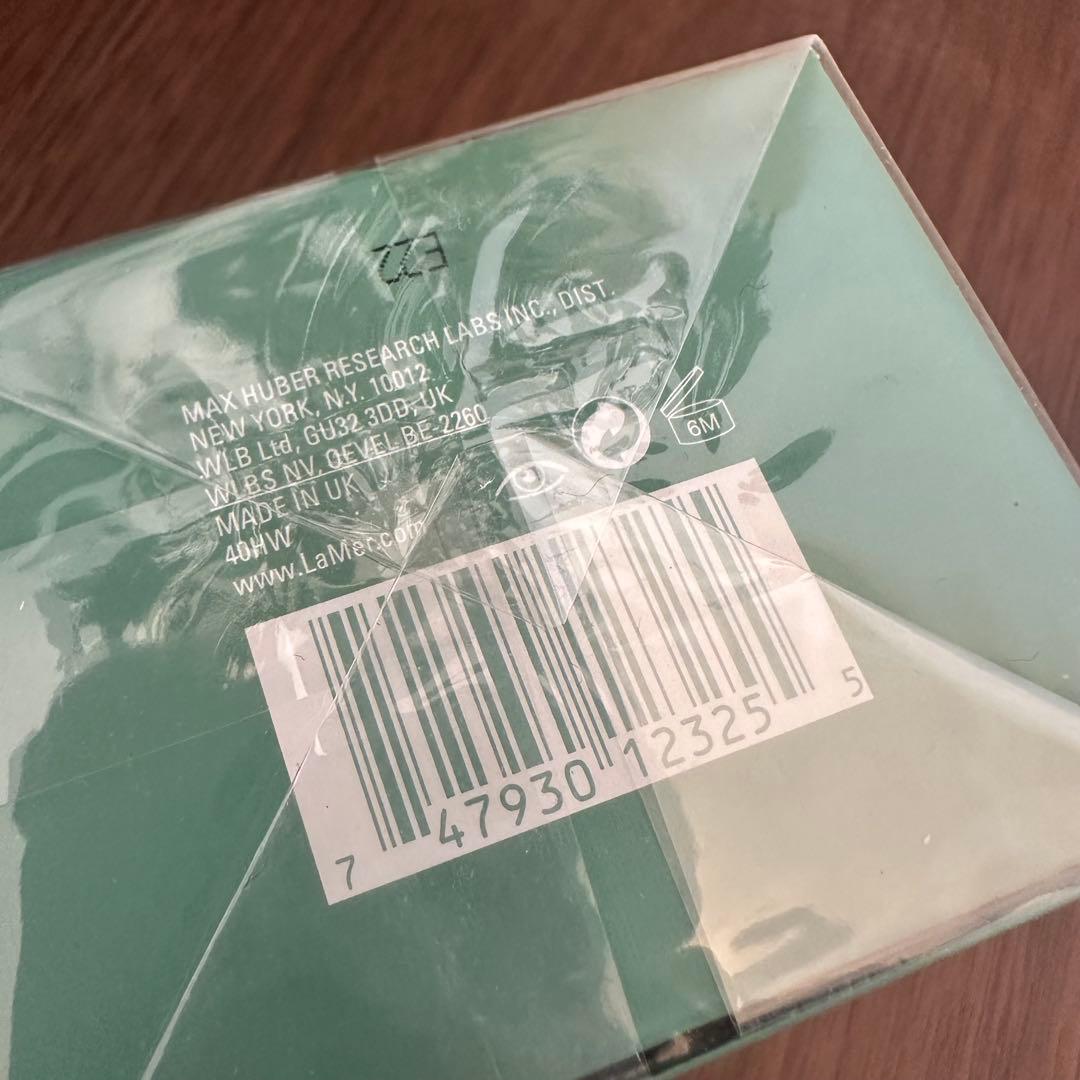 E22
MAX HUBER RESEARCH LABS INC., DIST.
NEW YORK, N.Y. 10012
WLB Ltd, GU32 3DD, UK
WLBS NV, OEVEL BE-2260
MADE IN UK
40HW
www.LaMer.com
6M
7 47930 12325 5